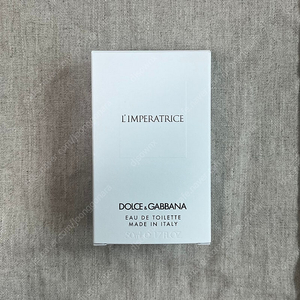 L'IMPERATRICE
DOLCE & GABBANA
EAU DE TOILETTE
MADE IN ITALY